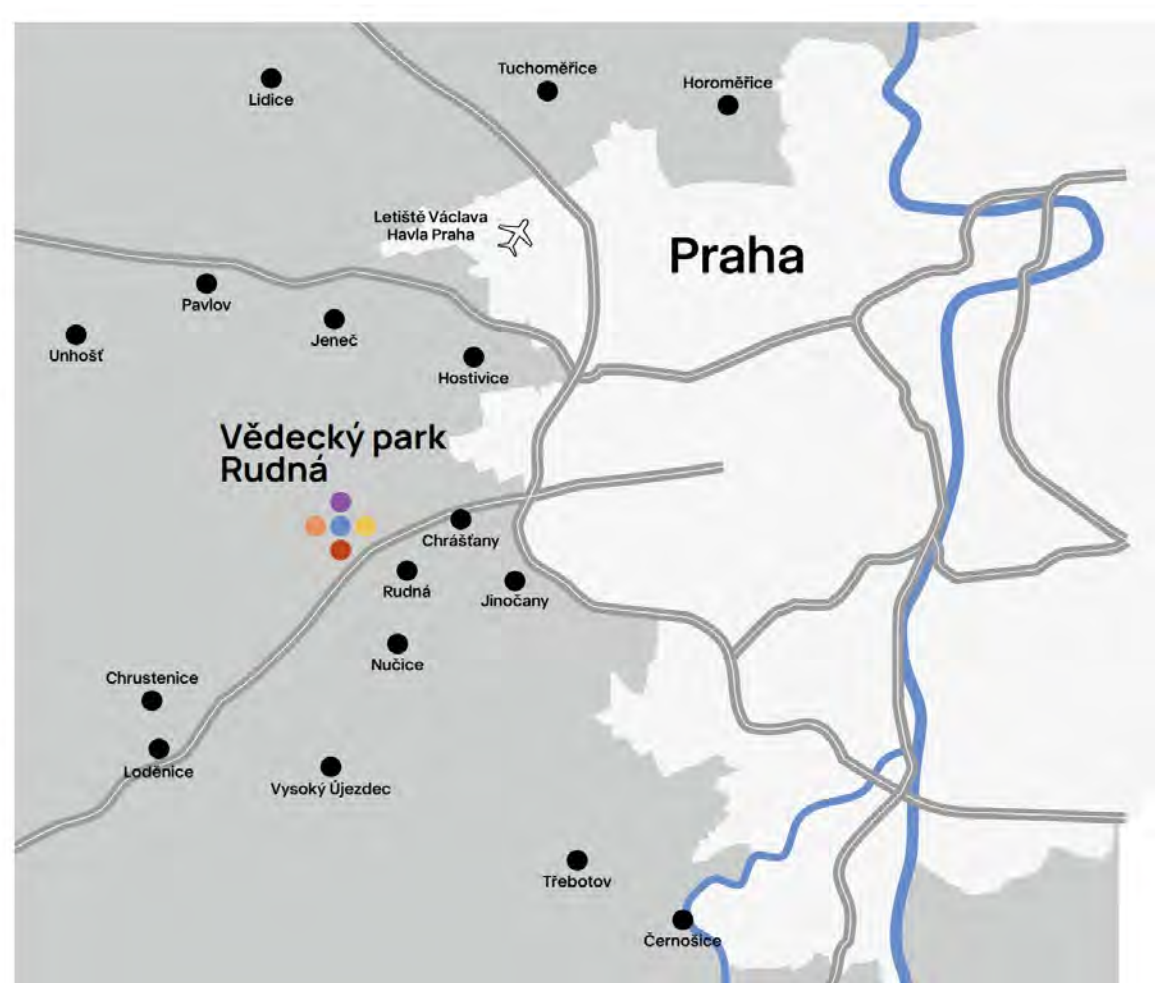 Tuchoměřice
Horoměřice
Lidice
Letiště Václava
Havla Praha
Praha
Pavlov
Jeneč
Unhošť
Hostivice
Vědecký park
Rudná
Chrášťany
Rudná
Jinočany
Nučice
Chrustenice
Loděnice
Vysoký Újezdec
Třebotov
Černošice